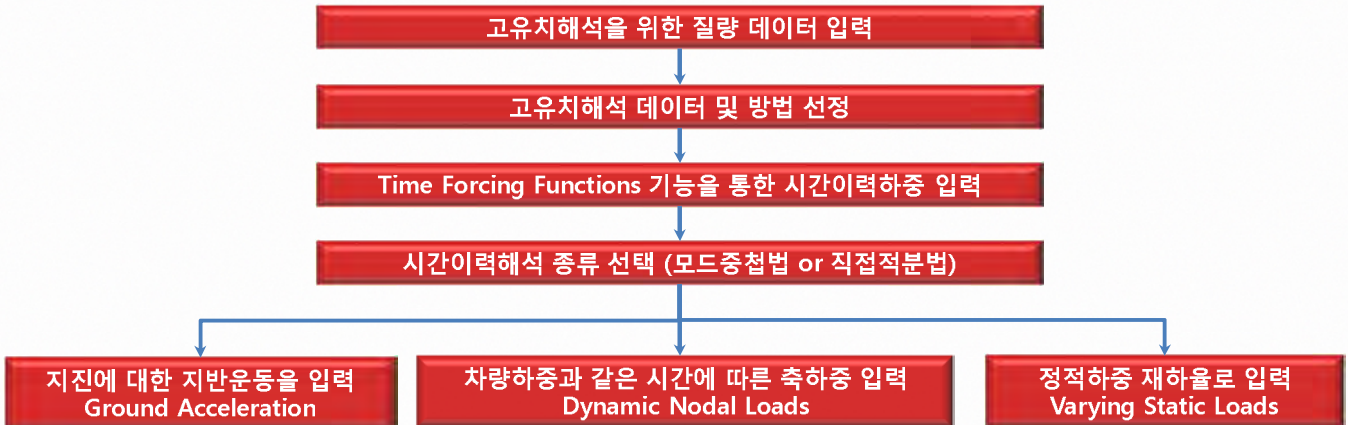 고유치해석을 위한 질량 데이터 입력
고유치해석 데이터 및 방법 선정
Time Forcing Functions 기능을 통한 시간이력하중 입력
시간이력해석 종류 선택 (모드중첩법 or 직접적분법)
지진에 대한 지반운동을 입력
Ground Acceleration
차량하중과 같은 시간에 따른 축하중 입력
Dynamic Nodal Loads
정적하중 재하율로 입력
Varying Static Loads